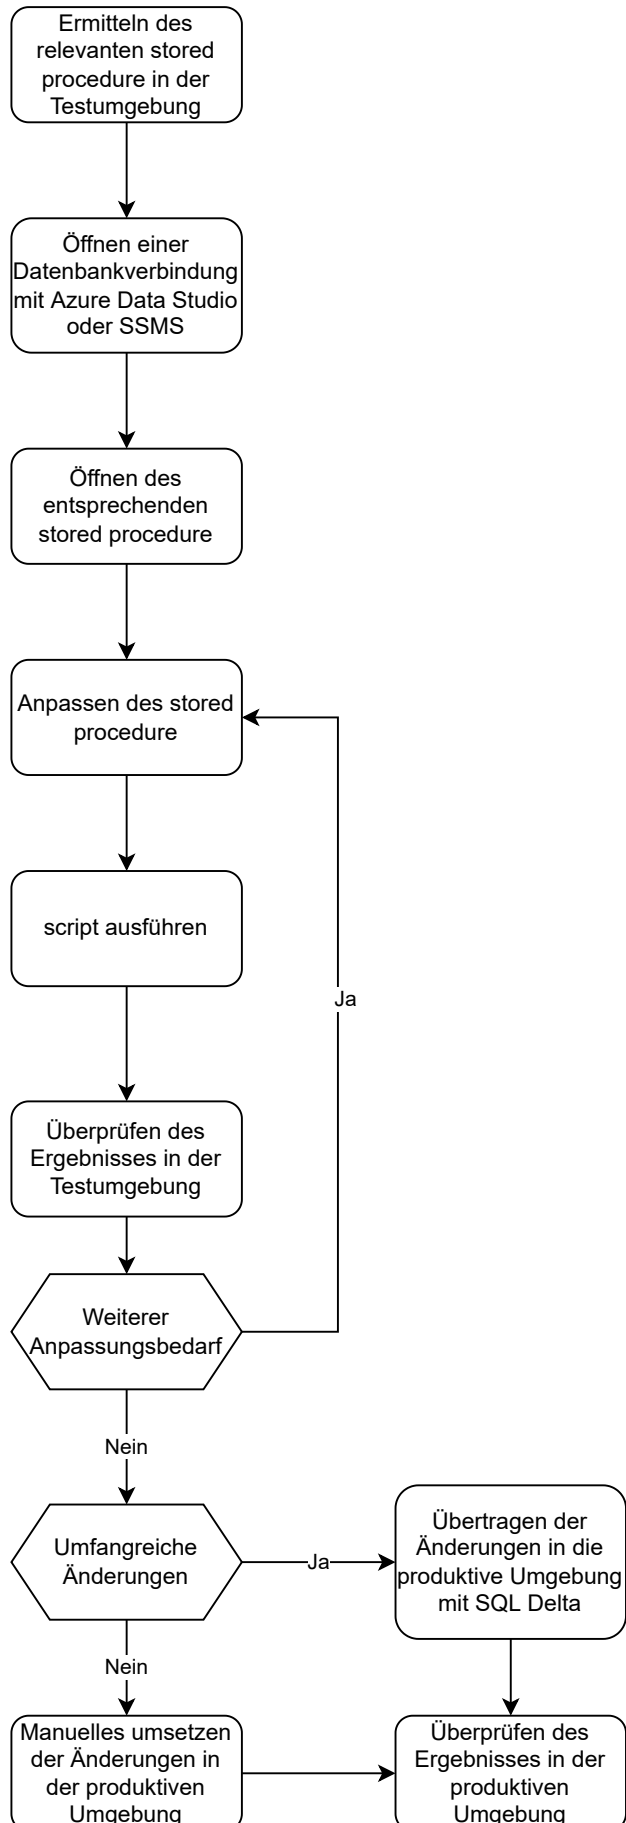 Ermitteln des
relevanten stored
procedure in der
Testumgebung
Öffnen einer
Datenbankverbindung
mit Azure Data Studio
oder SSMS
Öffnen des
entsprechenden
stored procedure
Anpassen des stored
procedure
script ausführen
Ja
Überprüfen des
Ergebnisses in der
Testumgebung
Weiterer
Anpassungsbedarf
Nein
Umfangreiche
Änderungen
Ja
Übertragen der
Änderungen in die
produktive Umgebung
mit SQL Delta
Nein
Manuelles umsetzen
der Änderungen in
der produktiven
Umgebung
Überprüfen des
Ergebnisses in der
produktiven
Umgebung